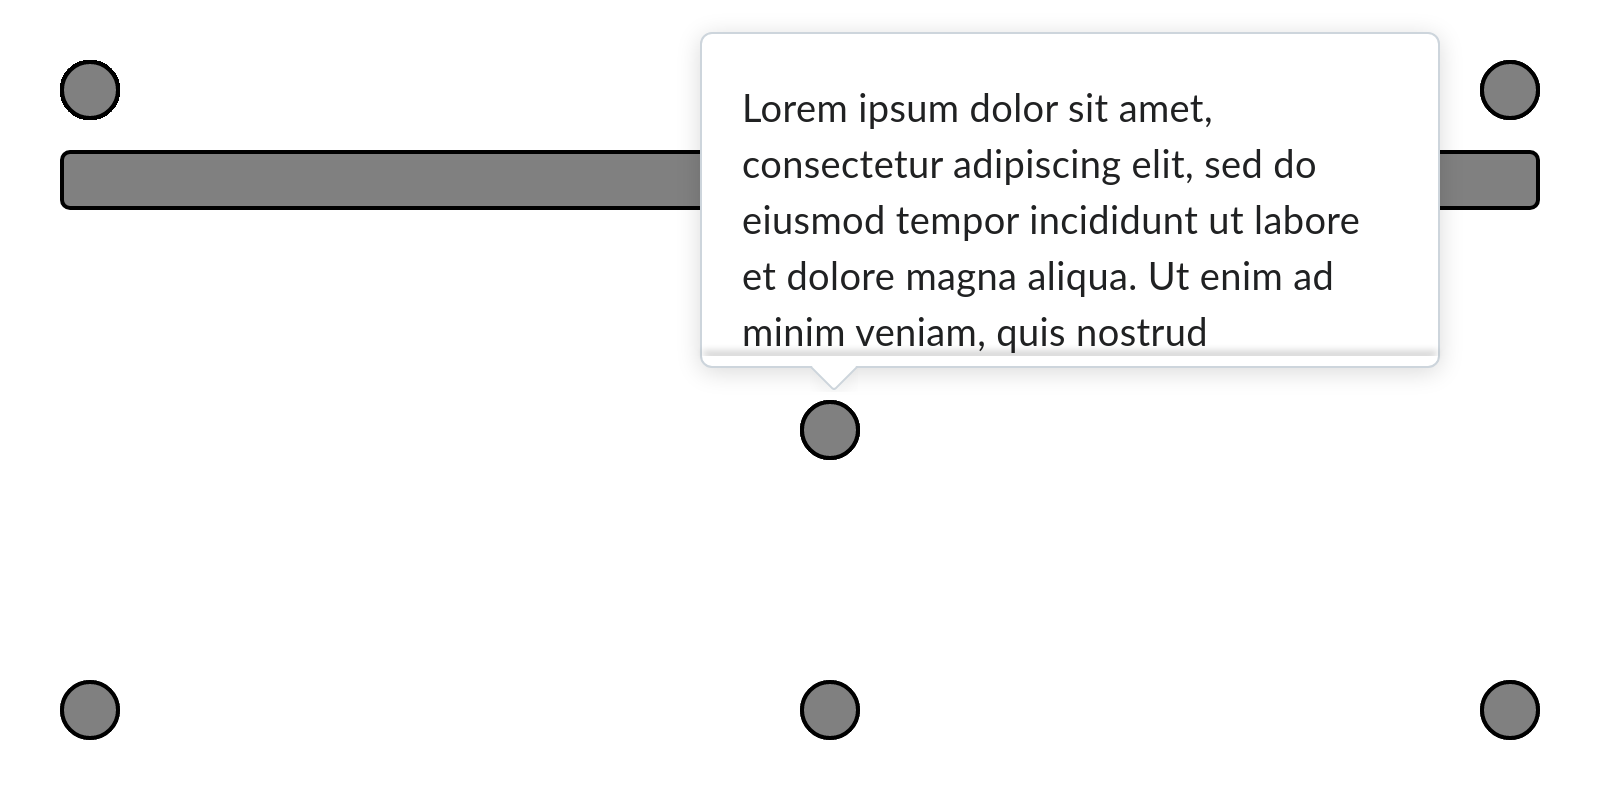 Lorem ipsum dolor sit amet,
consectetur adipiscing elit, sed do
eiusmod tempor incididunt ut labore
et dolore magna aliqua. Ut enim ad
minim veniam, quis nostrud